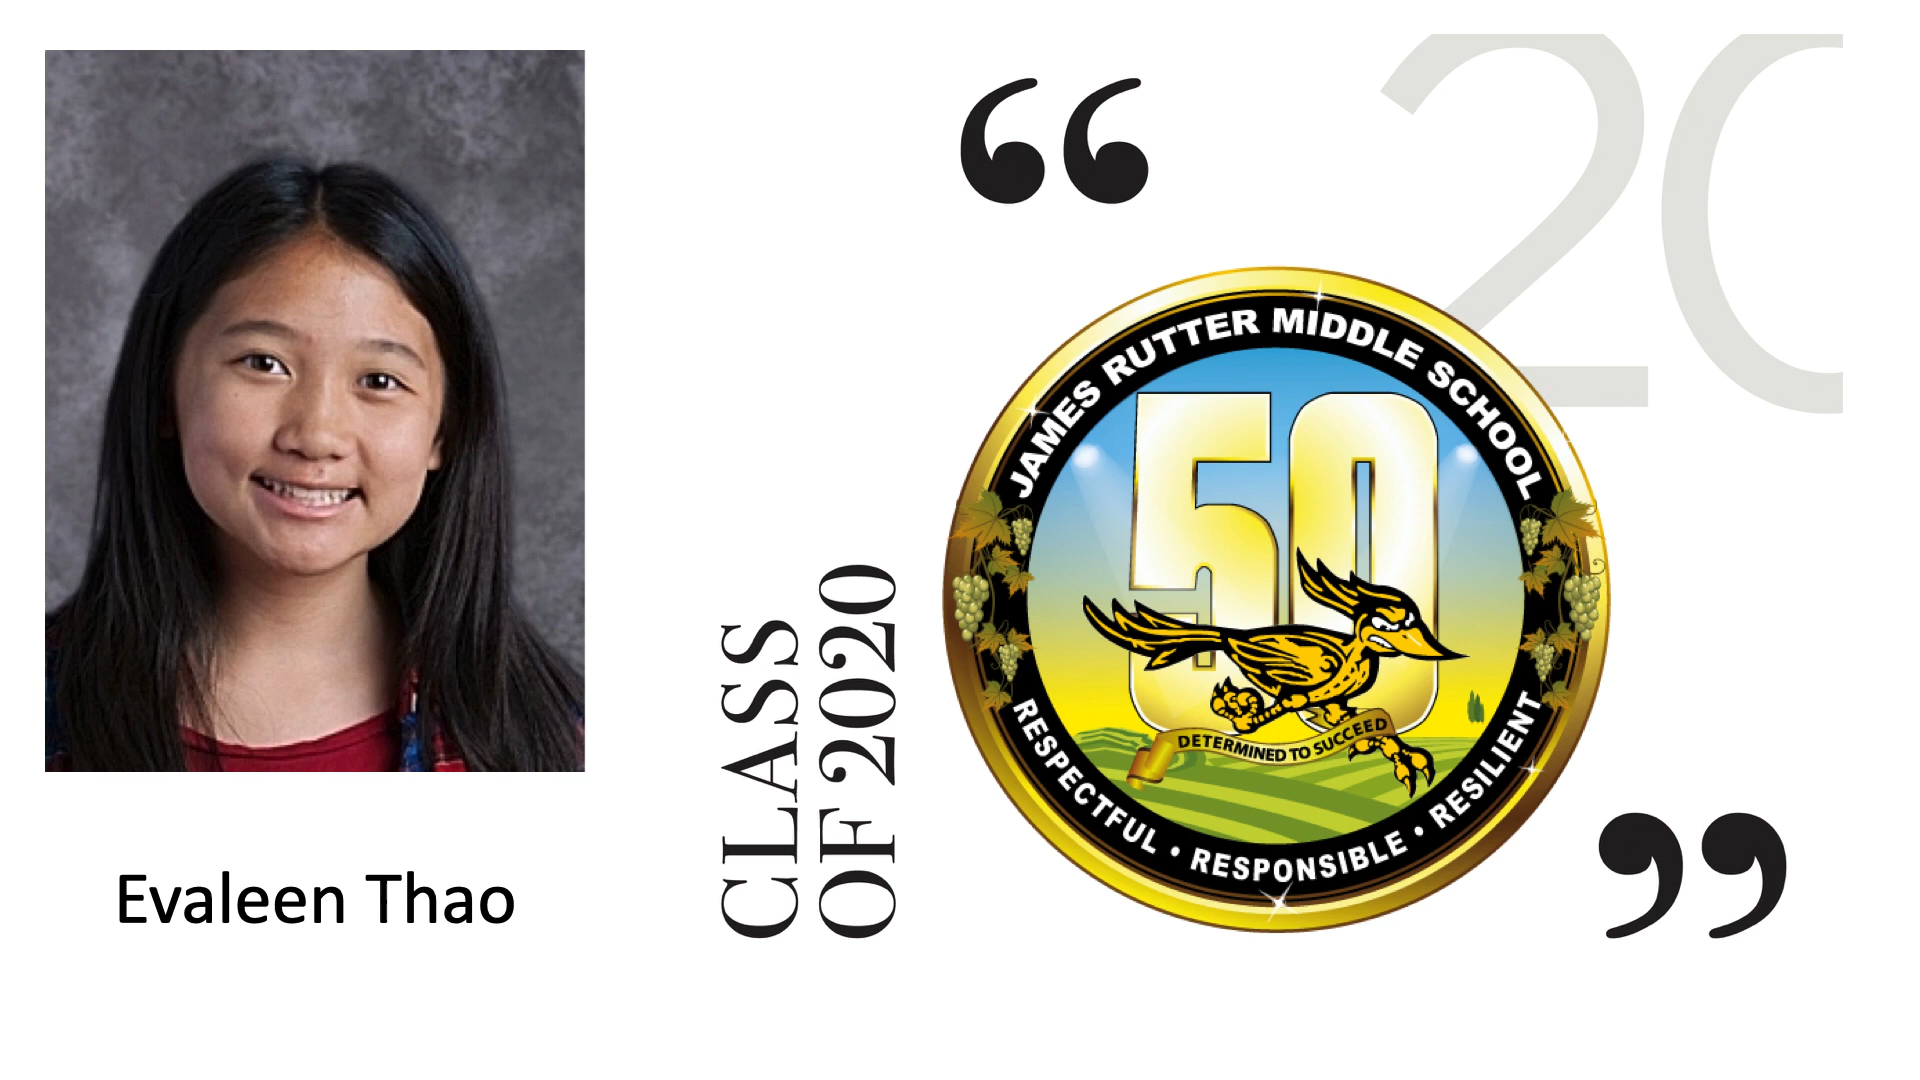 Evaleen Thao
CLASS
OF 2020
“
20
JAMES RUTTER MIDDLE SCHOOL
50
DETERMINED TO SUCCEED
RESPECTFUL • RESPONSIBLE • RESILIENT
”